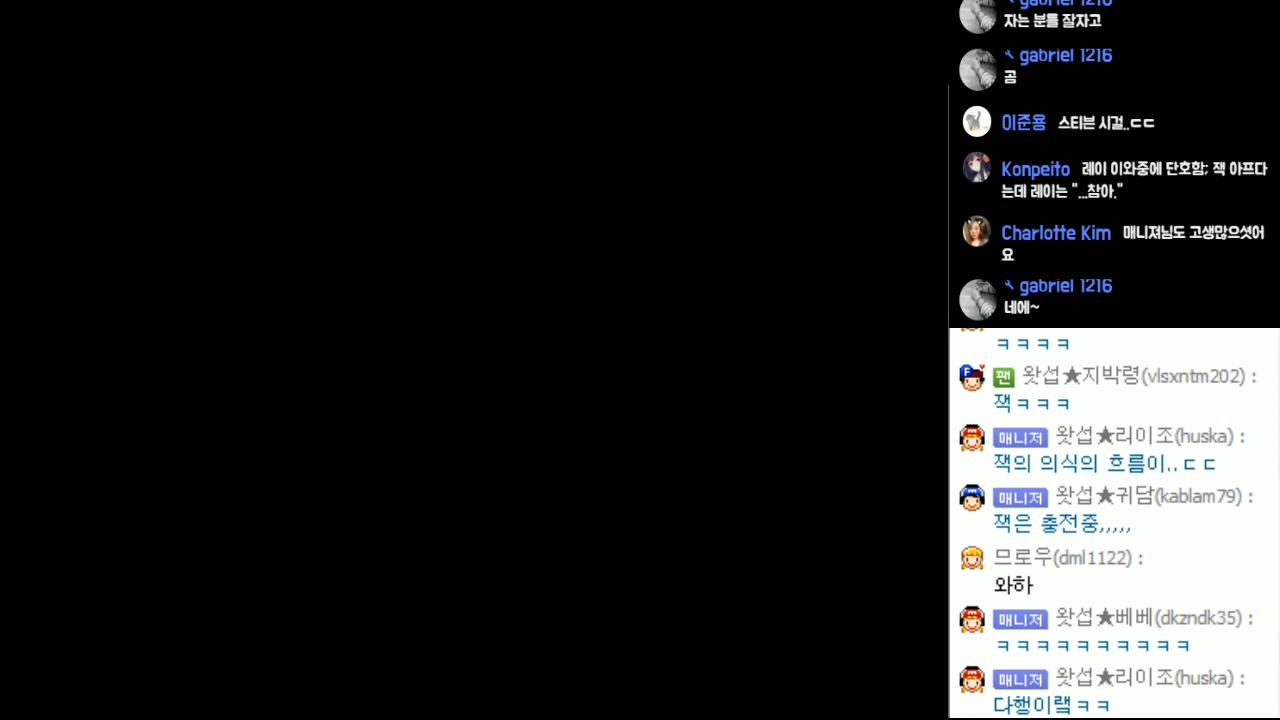 gabriel 1216
자는 분들 잘자고
gabriel 1216
곰
이준용 스티븐 시걸..ㄷㄷ
Konpeito 레이 이와중에 단호함; 잭 아프다
는데 레이는 "...참아."
Charlotte Kim 매니져님도 고생많으셧어
요
gabriel 1216
네에~
ㅋㅋㅋㅋ
팬 왓섭★지박령(vlsxntm202) :
잭ㅋㅋㅋ
매니저 왓섭★리이조(huska) :
잭의 의식의 흐름이..ㄷㄷ
매니저 왓섭★귀담(kablam79) :
잭은 충전중,,,,,
므로우(dml1122) :
와하
매니저 왓섭★베베(dkzndk35) :
ㅋㅋㅋㅋㅋㅋㅋㅋㅋㅋ
매니저 왓섭★리이조(huska) :
다행이램ㅋㅋ